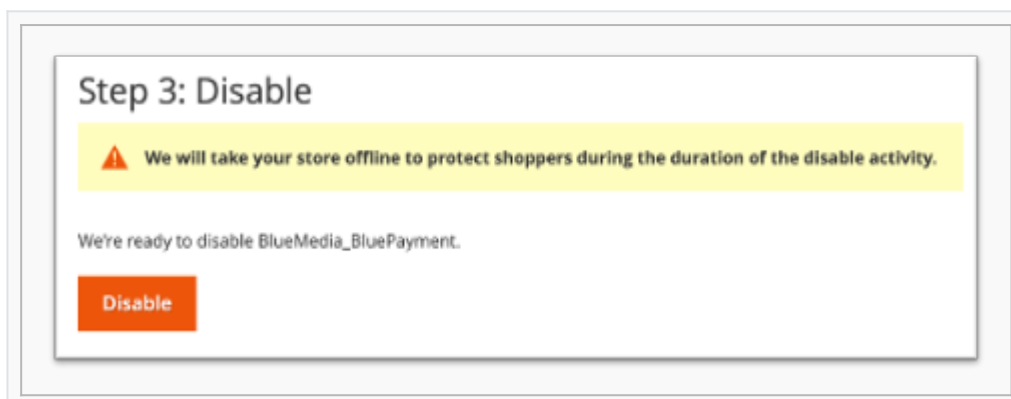 Step 3: Disable
We will take your store offline to protect shoppers during the duration of the disable activity.
We're ready to disable BlueMedia_BluePayment.
Disable